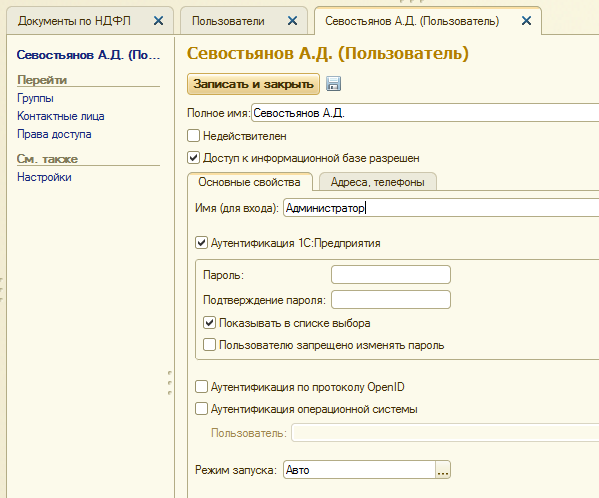 Документы по НДФЛ
Пользователи
Севостьянов А.Д. (Пользователь)
Севостьянов А.Д. (По...
Перейти
Группы
Контактные лица
Права доступа
См. также
Настройки
Севостьянов А.Д. (Пользователь)
Записать и закрыть
Полное имя: Севостьянов А.Д.
Недействителен
Доступ к информационной базе разрешен
Основные свойства
Адреса, телефоны
Имя (для входа): Администратор
Аутентификация 1С:Предприятия
Пароль:
Подтверждение пароля:
Показывать в списке выбора
Пользователю запрещено изменять пароль
Аутентификация по протоколу OpenID
Аутентификация операционной системы
Пользователь:
Режим запуска: Авто ...